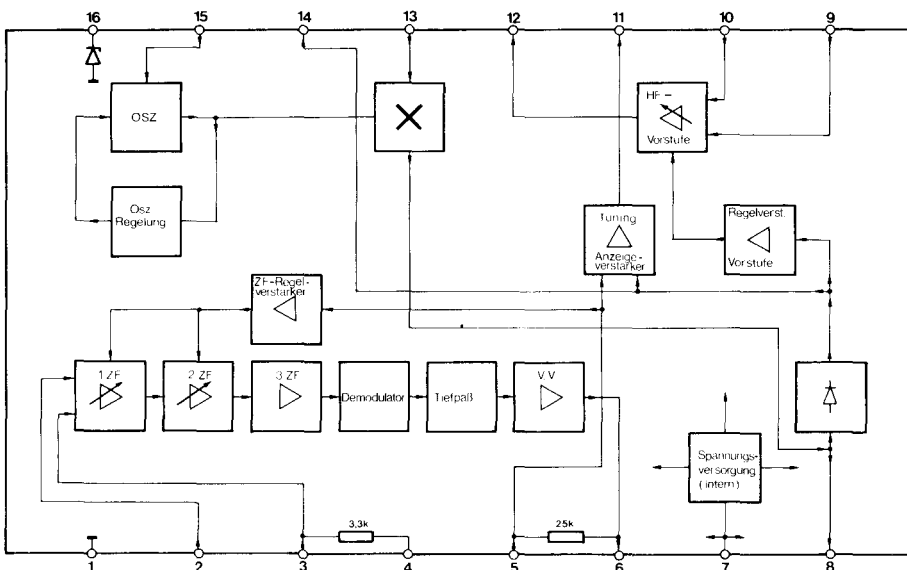 16 15 14 13 12 11 10 9
OSZ
HF-
Vorstufe
Osz
Regelung
Tuning
Anzeige-
verstärker
Regelverst.
Vorstufe
ZF-Regel-
verstärker
1.ZF
2.ZF
3.ZF
Demodulator
Tiefpaß
V.V
Spannungs-
versorgung
(intern)
3,3k
25k
1 2 3 4 5 6 7 8